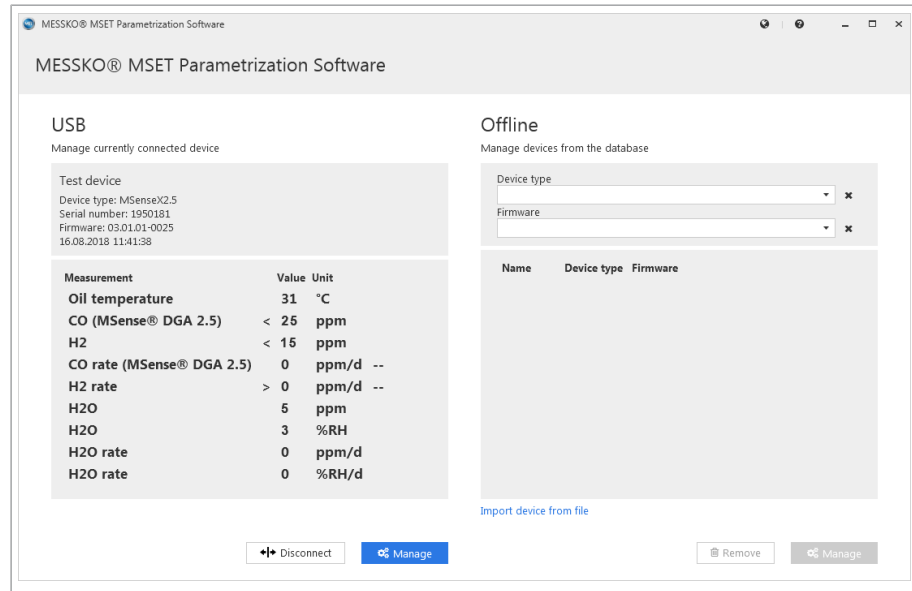 MESSKO® MSET Parametrization Software
MESSKO® MSET Parametrization Software
USB
Manage currently connected device
Test device
Device type: MSenseX2.5
Serial number: 1950181
Firmware: 03.01.01-0025
16.08.2018 11:41:38
Measurement Value Unit
Oil temperature 31 °C
CO (MSense® DGA 2.5) < 25 ppm
H2 < 15 ppm
CO rate (MSense® DGA 2.5) 0 ppm/d --
H2 rate > 0 ppm/d --
H2O 5 ppm
H2O 3 %RH
H2O rate 0 ppm/d
H2O rate 0 %RH/d
Disconnect
Manage
Offline
Manage devices from the database
Device type
Firmware
Name Device type Firmware
Import device from file
Remove
Manage